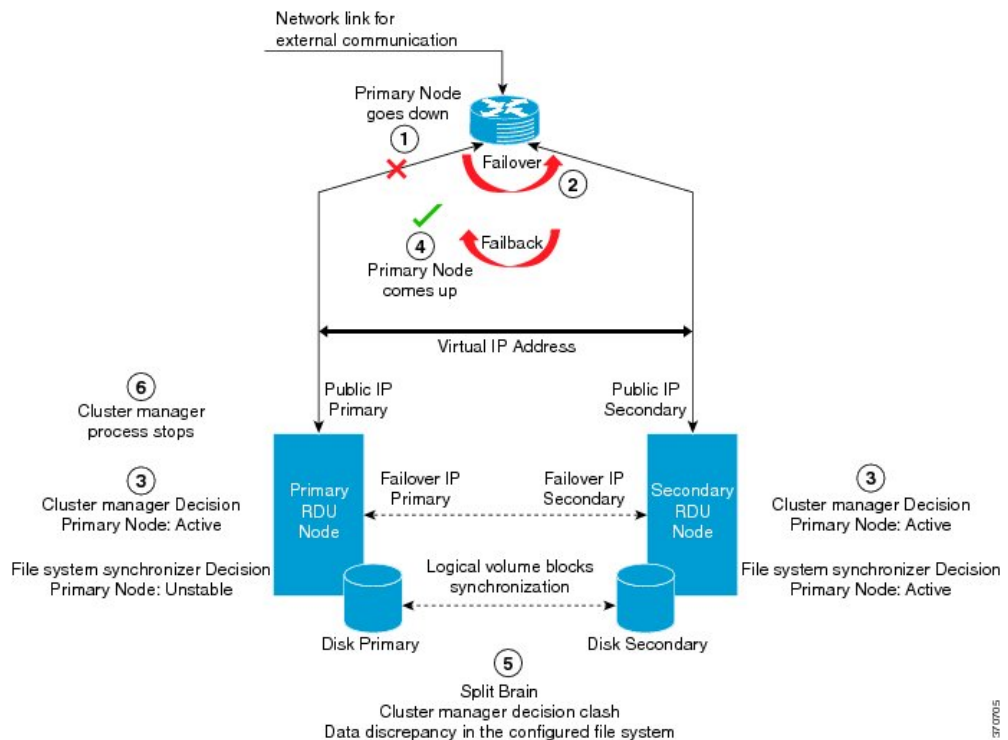 Network link for
external communication
Primary Node
goes down
1
Failover
2
4
Failback
Primary Node
comes up
Virtual IP Address
6
Cluster manager
process stops
Public IP
Primary
Public IP
Secondary
3
Cluster manager Decision
Primary Node: Active
File system synchronizer Decision
Primary Node: Unstable
Primary
RDU
Node
Failover IP
Primary
Failover IP
Secondary
Secondary
RDU
Node
3
Cluster manager Decision
Primary Node: Active
File system synchronizer Decision
Primary Node: Active
Logical volume blocks
synchronization
Disk Primary
Disk Secondary
5
Split Brain
Cluster manager decision clash
Data discrepancy in the configured file system
370705